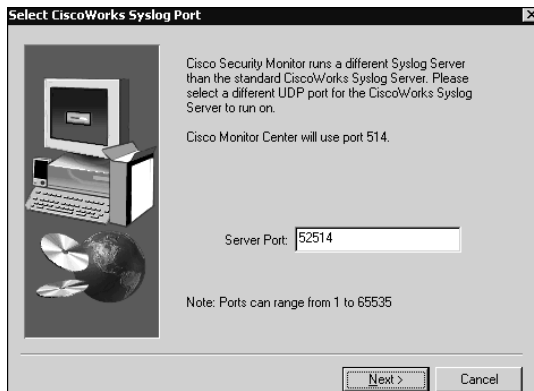 Select CiscoWorks Syslog Port
Cisco Security Monitor runs a different Syslog Server
than the standard CiscoWorks Syslog Server. Please
select a different UDP port for the CiscoWorks Syslog
Server to run on.
Cisco Monitor Center will use port 514.
Server Port: 52514
Note: Ports can range from 1 to 65535
Next > Cancel